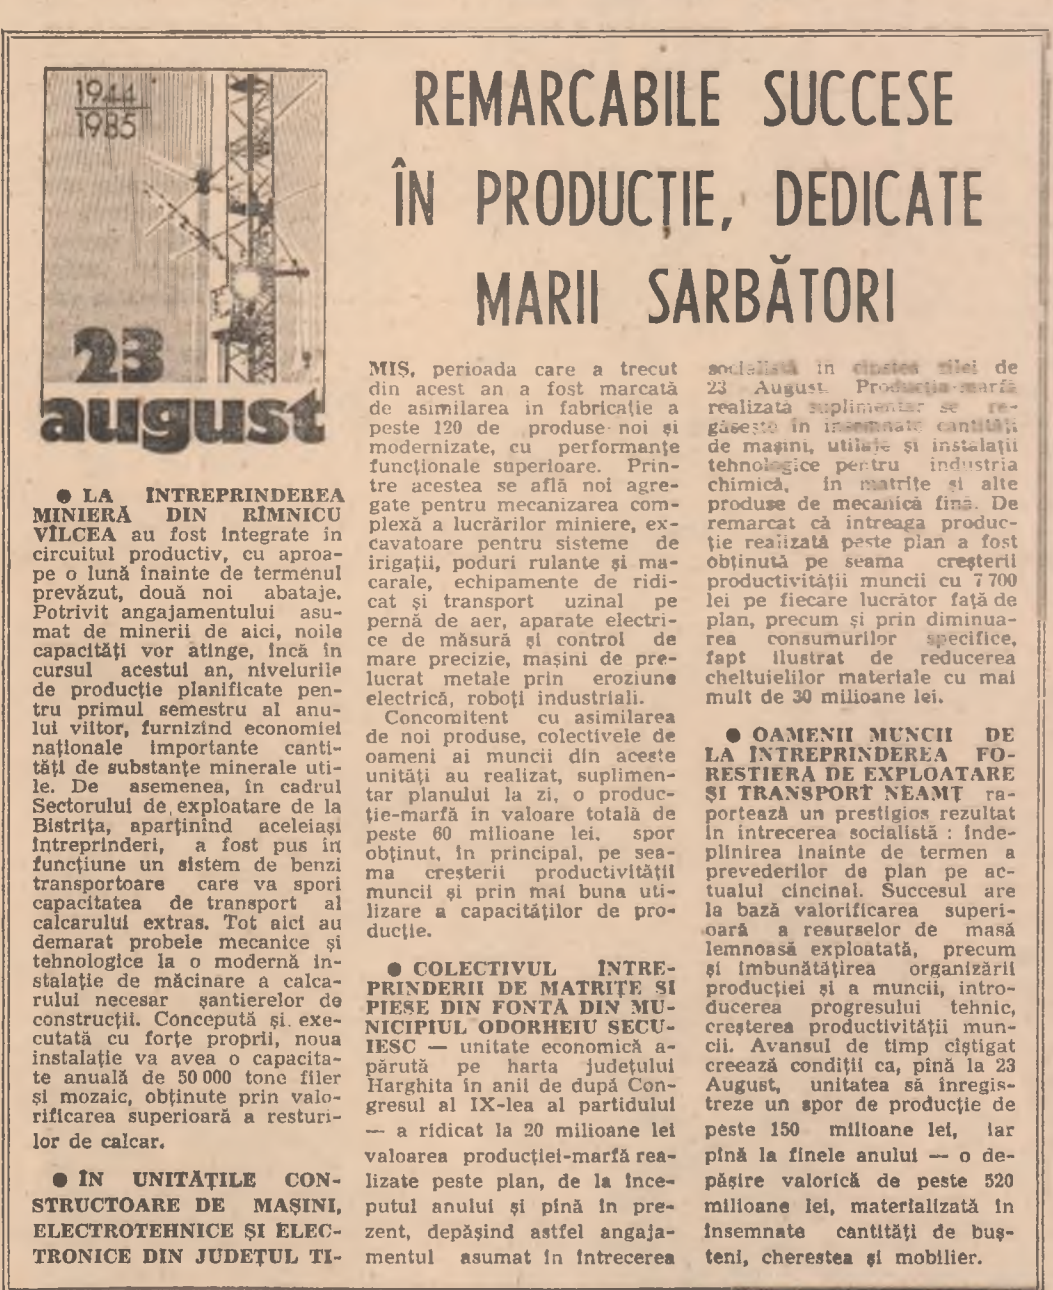 1944
1985
23
august
REMARCABILE SUCCESE
ÎN PRODUCȚIE, DEDICATE
MARII SARBĂTORI
● LA ÎNTREPRINDEREA
MINIERĂ DIN RÎMNICU
VÎLCEA au fost integrate în
circuitul productiv, cu aproa-
pe o lună înainte de termenul
prevăzut, două noi abataje.
Potrivit angajamentului asu-
mat de minerii de aici, noile
capacități vor atinge, încă în
cursul acestui an, nivelurile
de producție planificate pen-
tru primul semestru al anu-
lui viitor, furnizînd economiei
naționale importante canti-
tăți de substanțe minerale uti-
le. De asemenea, în cadrul
Sectorului de exploatare de la
Bistrița, aparținînd aceleiași
întreprinderi, a fost pus în
funcțiune un sistem de benzi
transportoare care va spori
capacitatea de transport al
calcarului extras. Tot aici au
demarat probele mecanice și
tehnologice la o modernă in-
stalație de măcinare a calca-
rului necesar șantierelor de
construcții. Concepută și exe-
cutată cu forțe proprii, noua
instalație va avea o capacita-
te anuală de 50 000 tone filer
și mozaic, obținute prin valo-
rificarea superioară a resturi-
lor de calcar.
● ÎN UNITĂȚILE CON-
STRUCTOARE DE MAȘINI,
ELECTROTEHNICE ȘI ELEC-
TRONICE DIN JUDEȚUL TI-
MIȘ, perioada care a trecut
din acest an a fost marcată
de asimilarea in fabricație a
peste 120 de produse noi și
modernizate, cu performanțe
funcționale superioare. Prin-
tre acestea se află noi agre-
gate pentru mecanizarea com-
plexă a lucrărilor miniere, ex-
cavatoare pentru sisteme de
irigații, poduri rulante și ma-
carale, echipamente de ridi-
cat și transport uzinal pe
pernă de aer, aparate electri-
ce de măsură și control de
mare precizie, mașini de pre-
lucrat metale prin eroziune
electrică, roboți industriali.
Concomitent cu asimilarea
de noi produse, colectivele de
oameni ai muncii din aceste
unități au realizat, suplimen-
tar planului la zi, o produc-
ție-marfă în valoare totală de
peste 60 milioane lei, spor
obținut, în principal, pe sea-
ma creșterii productivității
muncii și prin mai buna uti-
lizare a capacităților de pro-
ducție.
● COLECTIVUL ÎNTRE-
PRINDERII DE MATRIȚE ȘI
PIESE DIN FONTĂ DIN MU-
NICIPIUL ODORHEIU SECU-
IESC — unitate economică a-
părută pe harta județului
Harghita în anii de după Con-
gresul al IX-lea al partidului
— a ridicat la 20 milioane lei
valoarea producției-marfă rea-
lizate peste plan, de la înce-
putul anului și pînă în pre-
zent, depășind astfel angaja-
mentul asumat in întrecerea
socialistă in cinstea zilei de
23 August. Producția-marfă
realizată suplimentar se re-
găsește în însemnate cantități
de mașini, utilaje și instalații
tehnologice pentru industria
chimică, în matrițe și alte
produse de mecanică fină. De
remarcat că întreaga produc-
ție realizată peste plan a fost
obținută pe seama creșterii
productivității muncii cu 7 700
lei pe fiecare lucrător față de
plan, precum și prin diminua-
rea consumurilor specifice,
fapt ilustrat de reducerea
cheltuielilor materiale cu mai
mult de 30 milioane lei.
● OAMENII MUNCII DE
LA ÎNTREPRINDEREA FO-
RESTIERĂ DE EXPLOATARE
ȘI TRANSPORT NEAMȚ ra-
portează un prestigios rezultat
în întrecerea socialistă : înde-
plinirea înainte de termen a
prevederilor de plan pe ac-
tualul cincinal. Succesul are
la bază valorificarea superi-
oară a resurselor de masă
lemnoasă exploatată, precum
și îmbunătățirea organizării
producției și a muncii, intro-
ducerea progresului tehnic,
creșterea productivității mun-
cii. Avansul de timp cîștigat
creează condiții ca, pînă la 23
August, unitatea să înregis-
treze un spor de producție de
peste 150 milioane lei, iar
pînă la finele anului — o de-
pășire valorică de peste 520
milioane lei, materializată în
însemnate cantități de buș-
teni, cherestea și mobilier.